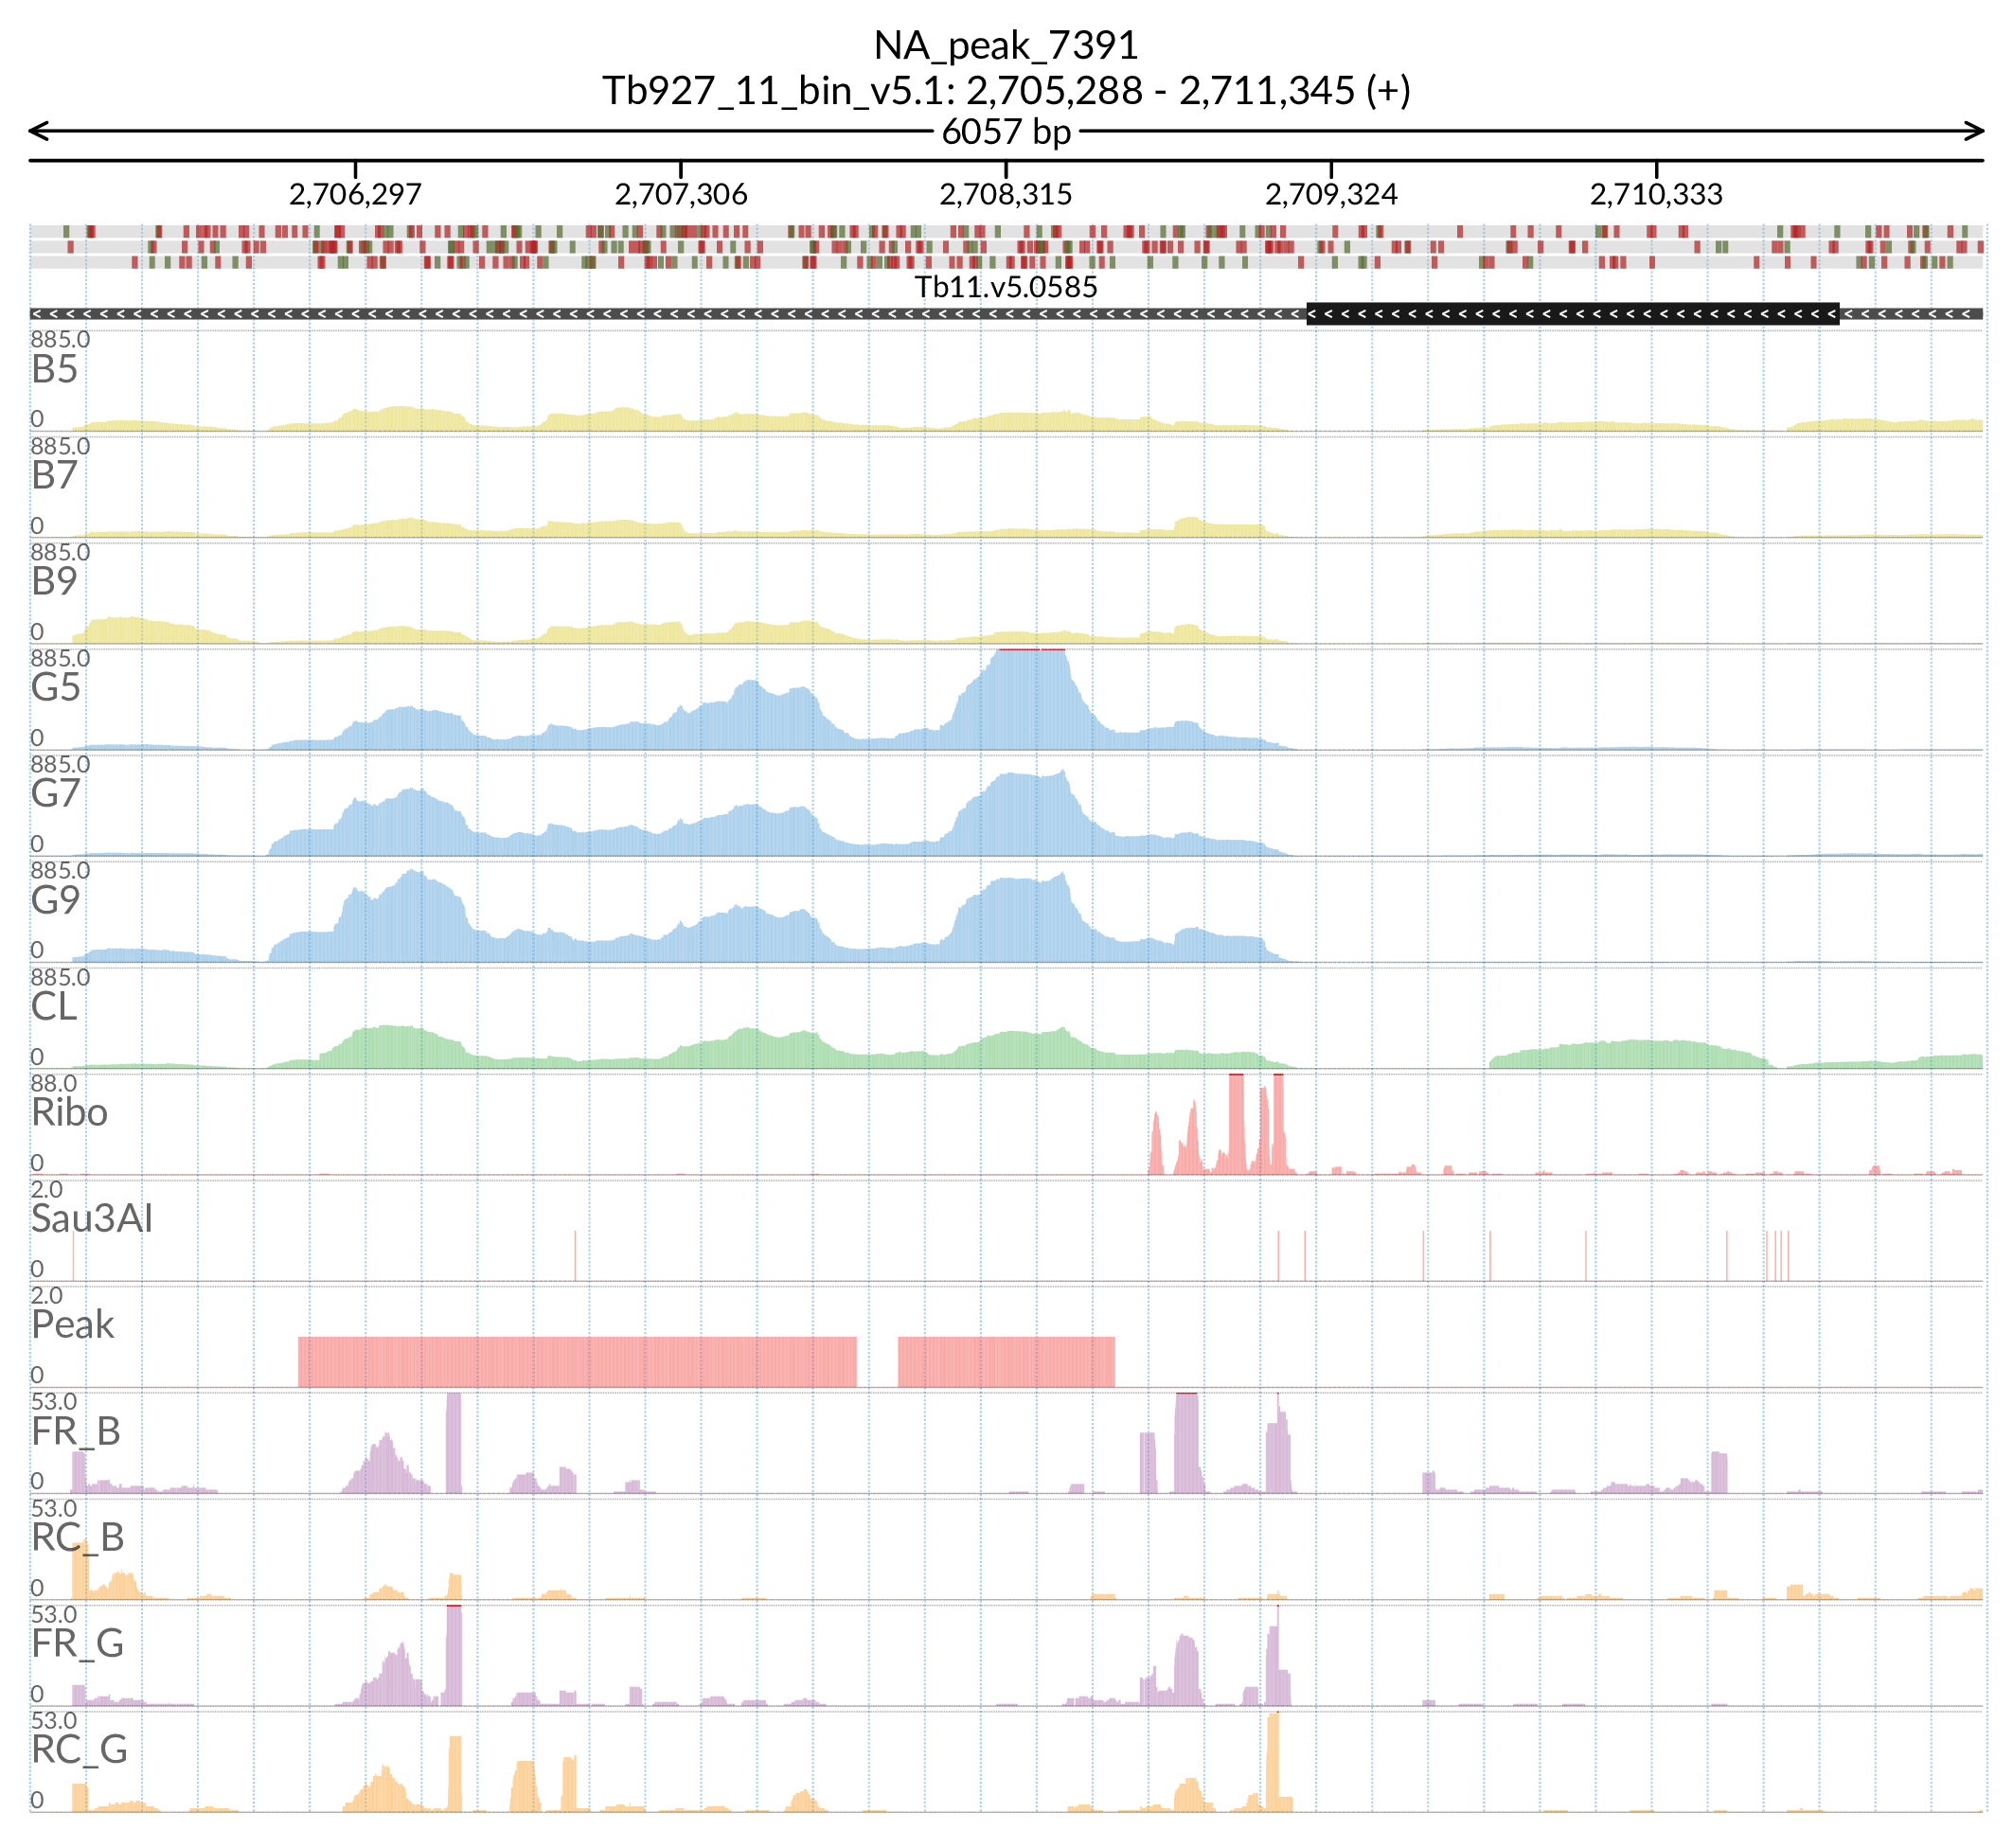 NA_peak_7391
Tb927_11_bin_v5.1: 2,705,288 - 2,711,345 (+)
6057 bp
2,706,297 2,707,306 2,708,315 2,709,324 2,710,333
Tb11.v5.0585
885.0
B5
0
885.0
B7
0
885.0
B9
0
885.0
G5
0
885.0
G7
0
885.0
G9
0
885.0
CL
0
88.0
Ribo
0
2.0
Sau3AI
0
2.0
Peak
0
53.0
FR_B
0
53.0
RC_B
0
53.0
FR_G
0
53.0
RC_G
0